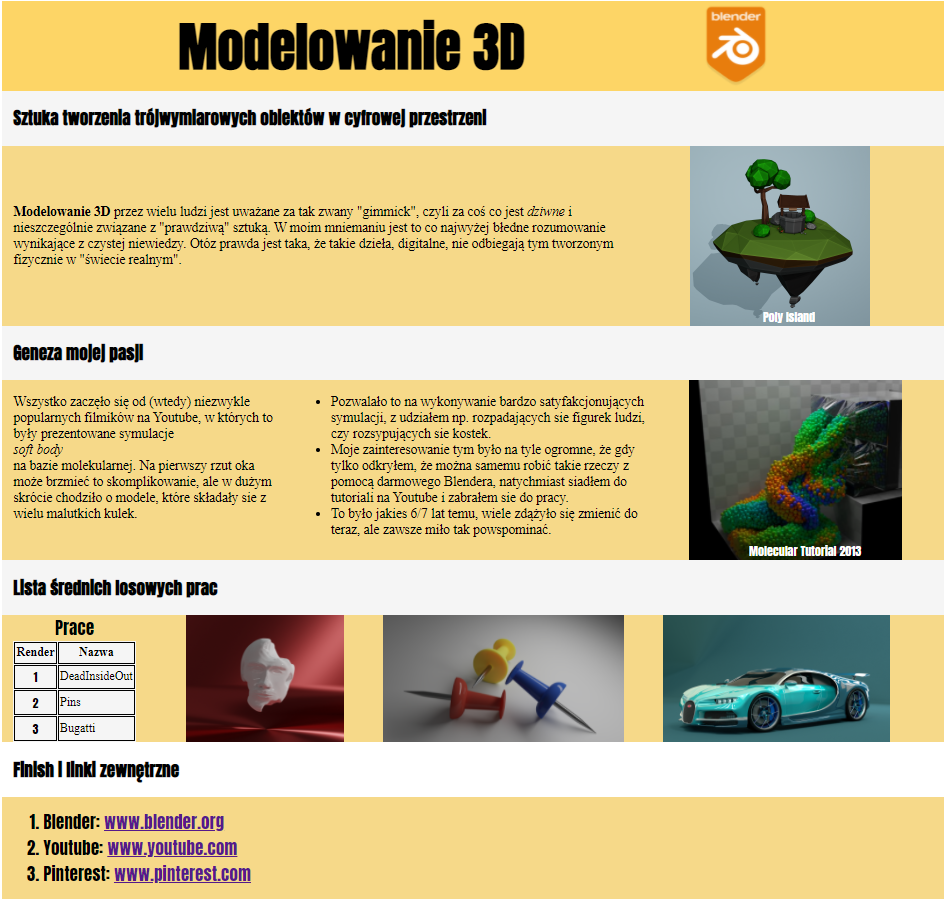 Modelowanie 3D
blender
Sztuka tworzenia trójwymiarowych obiektów w cyfrowej przestrzeni
Modelowanie 3D przez wielu ludzi jest uważane za tak zwany "gimmick", czyli za coś co jest dziwne i
nieszczególnie związane z "prawdziwą" sztuką. W moim mniemaniu jest to co najwyżej błedne rozumowanie
wynikające z czystej niewiedzy. Otóz prawda jest taka, że takie dzieła, digitalne, nie odbiegają tym tworzonym
fizycznie w "świecie realnym".
Poly Island
Geneza mojej pasji
Wszystko zaczęło się od (wtedy) niezwykle
popularnych filmików na Youtube, w których to
były prezentowane symulacje
soft body
na bazie molekularnej. Na pierwszy rzut oka
może brzmieć to skomplikowanie, ale w dużym
skrócie chodziło o modele, które składały sie z
wielu malutkich kulek.
• Pozwalało to na wykonywanie bardzo satyfakcjonujących
symulacji, z udziałem np. rozpadających sie figurek ludzi,
czy rozsypujących sie kostek.
• Moje zainteresowanie tym było na tyle ogromne, że gdy
tylko odkryłem, że można samemu robić takie rzeczy z
pomocą darmowego Blendera, natychmiast siadłem do
tutoriali na Youtube i zabrałem sie do pracy.
• To było jakies 6/7 lat temu, wiele zdążyło się zmienić do
teraz, ale zawsze miło tak powspominać.
Molecular Tutorial 2013
Lista średnich losowych prac
Prace
Render Nazwa
1 DeadInsideOut
2 Pins
3 Bugatti
Finish i linki zewnętrzne
1. Blender: www.blender.org
2. Youtube: www.youtube.com
3. Pinterest: www.pinterest.com